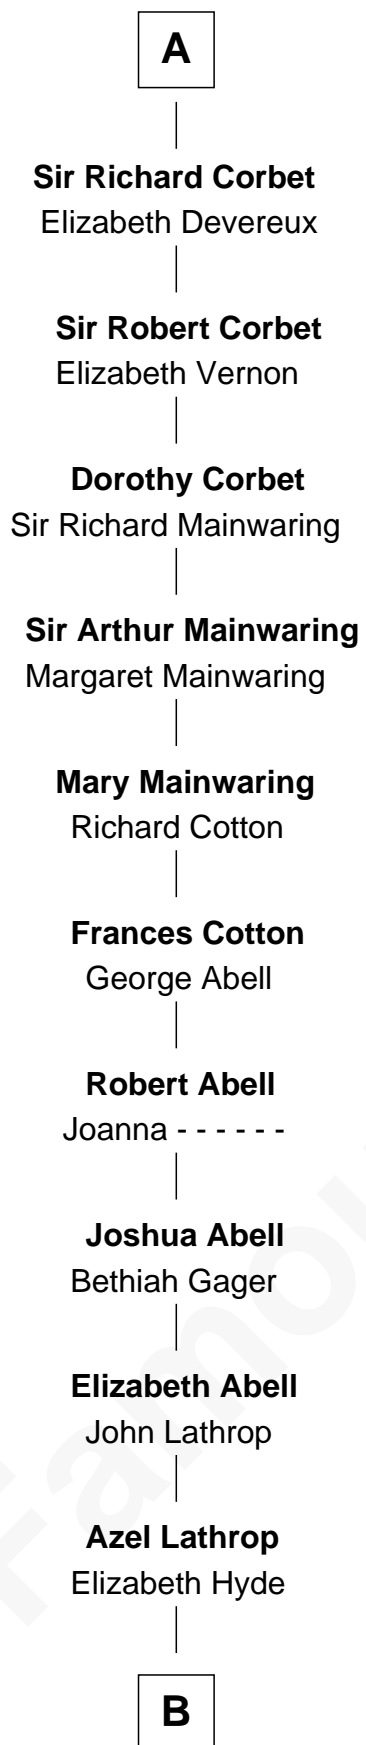 A
Sir Richard Corbet
Elizabeth Devereux
Sir Robert Corbet
Elizabeth Vernon
Dorothy Corbet
Sir Richard Mainwaring
Sir Arthur Mainwaring
Margaret Mainwaring
Mary Mainwaring
Richard Cotton
Frances Cotton
George Abell
Robert Abell
Joanna - - - - - -
Joshua Abell
Bethiah Gager
Elizabeth Abell
John Lathrop
Azel Lathrop
Elizabeth Hyde
B